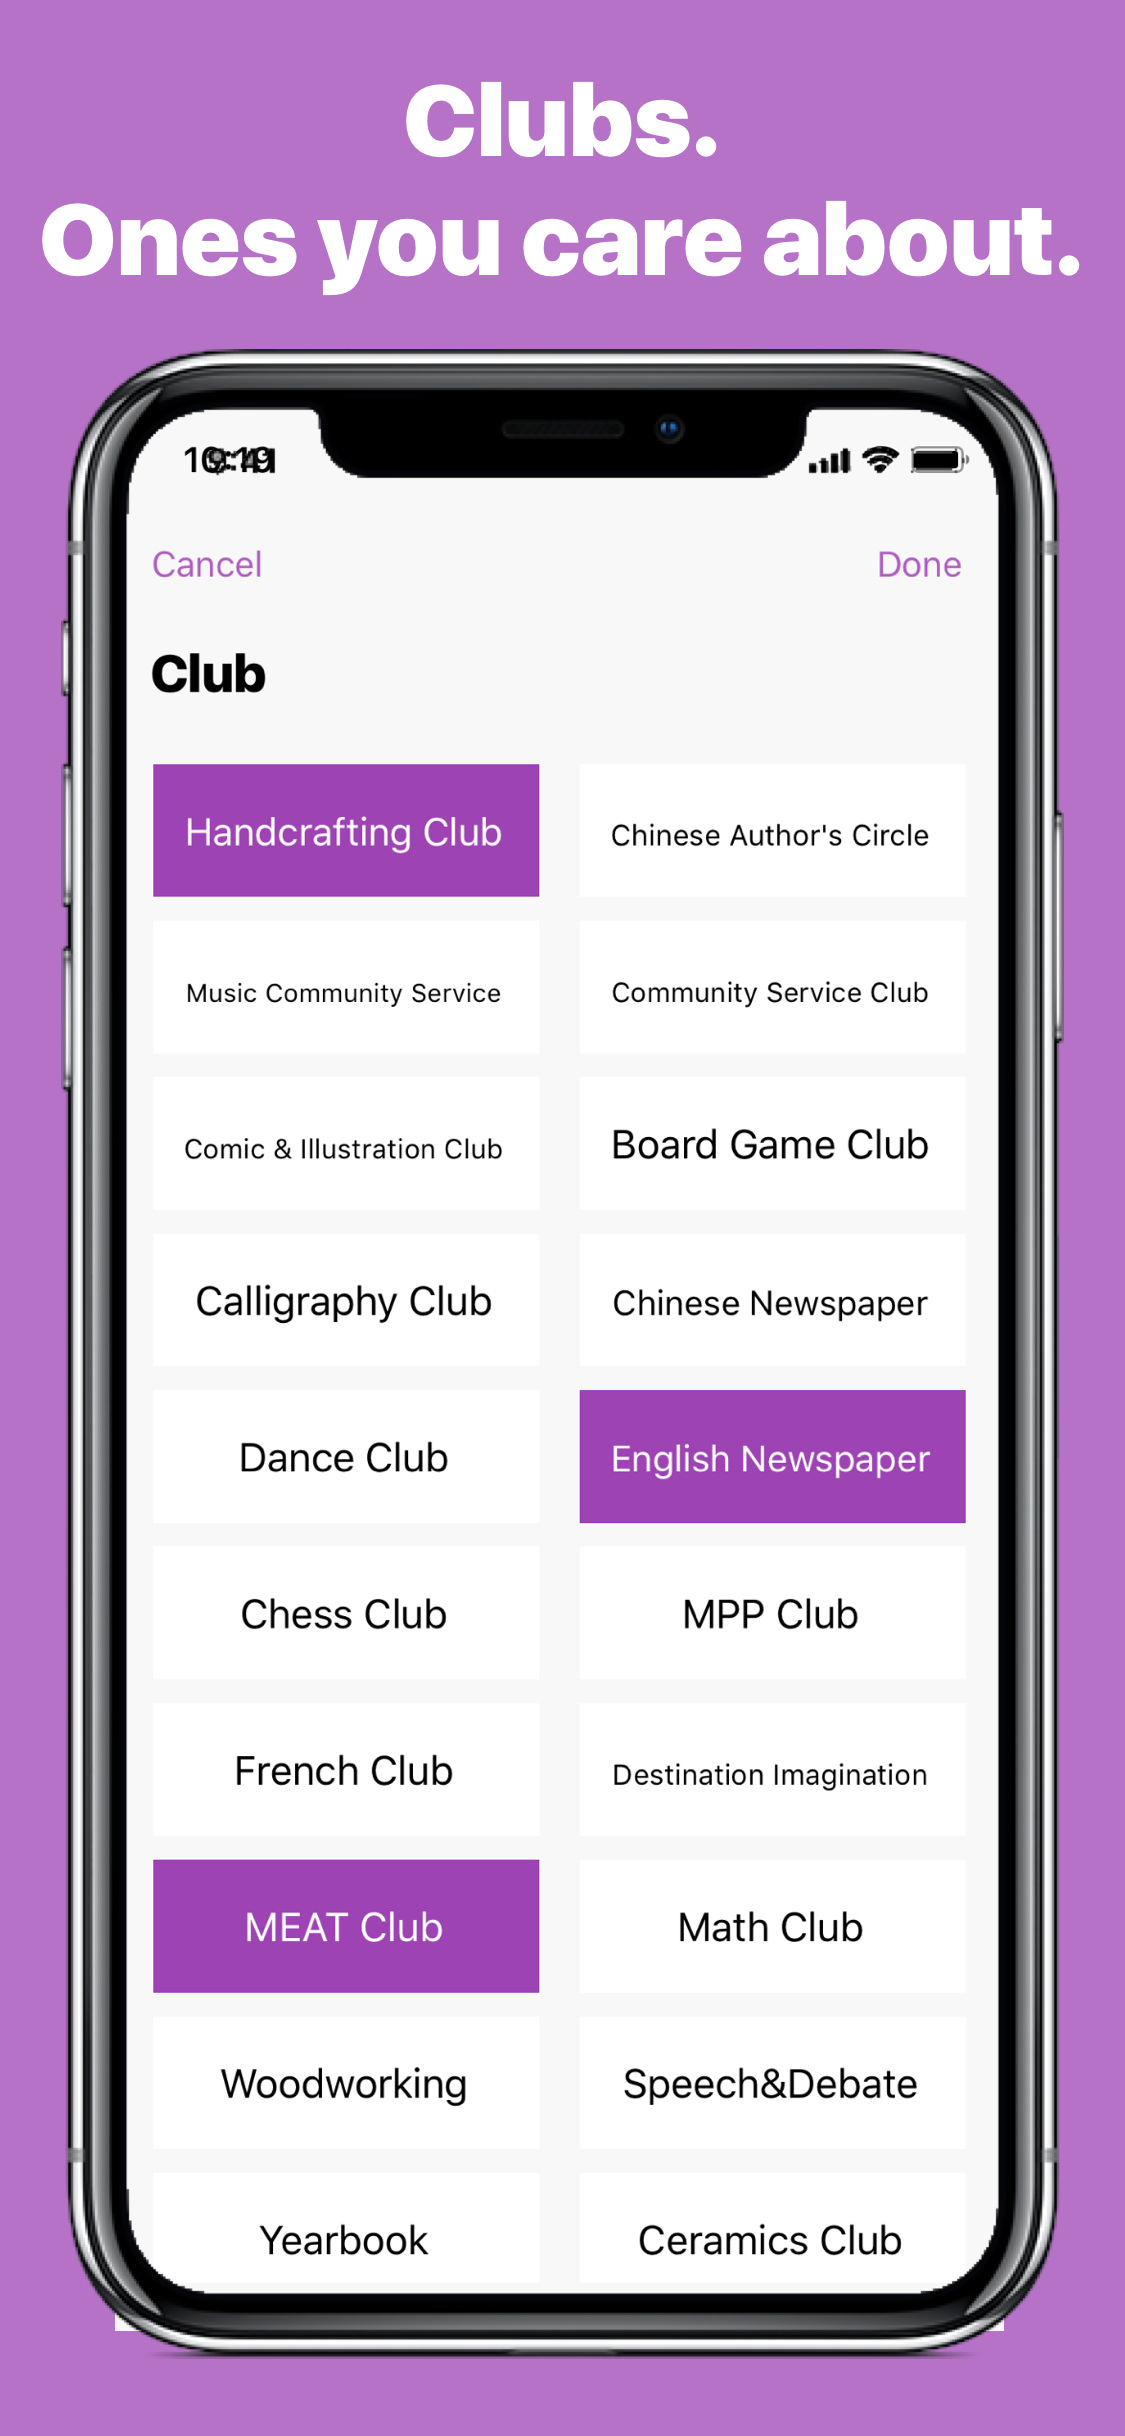 Clubs.
Ones you care about.
Cancel
Done
Club
Handcrafting Club
Chinese Author's Circle
Music Community Service
Community Service Club
Comic & Illustration Club
Board Game Club
Calligraphy Club
Chinese Newspaper
Dance Club
English Newspaper
Chess Club
MPP Club
French Club
Destination Imagination
MEAT Club
Math Club
Woodworking
Speech&Debate
Yearbook
Ceramics Club